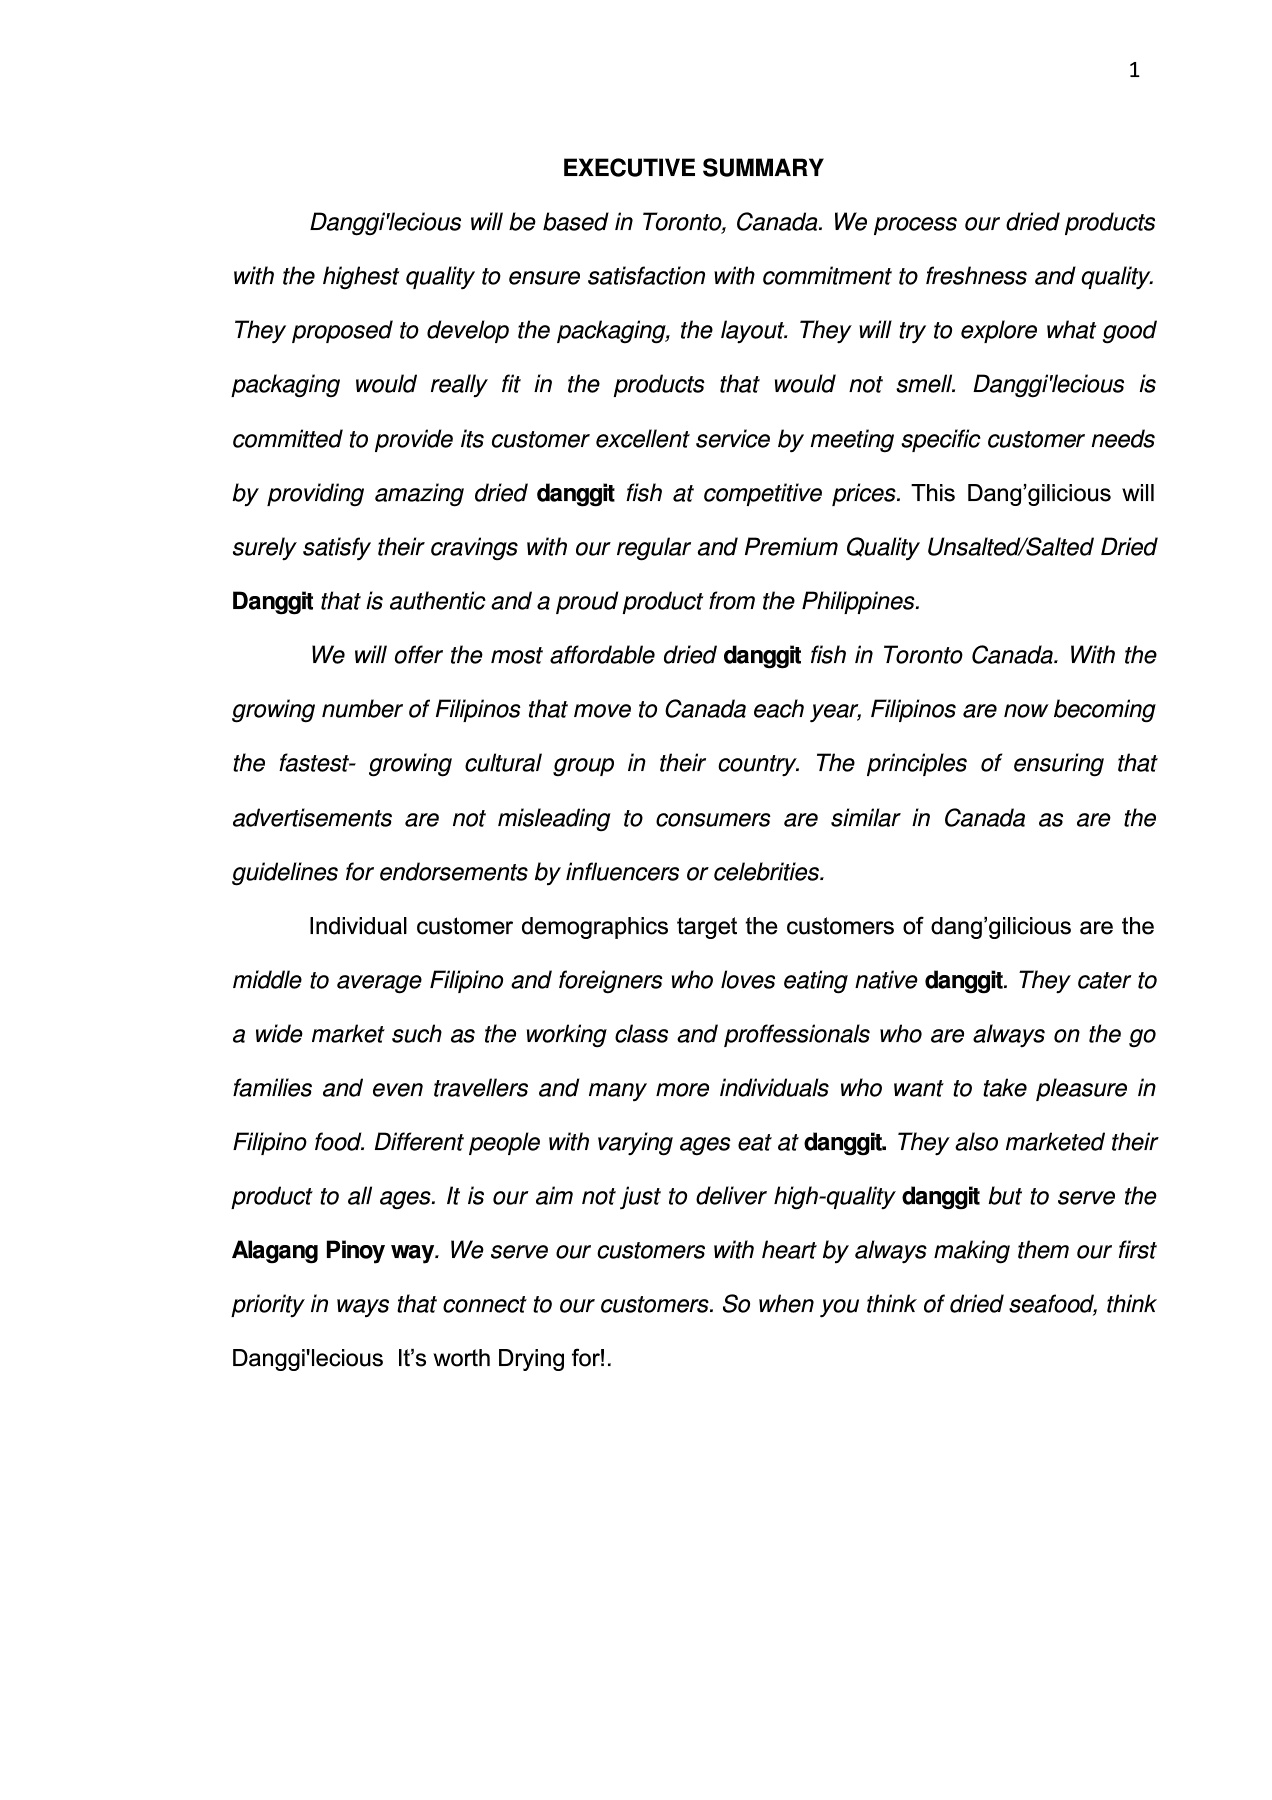 1
EXECUTIVE SUMMARY
Danggi'lecious will be based in Toronto, Canada. We process our dried products
with the highest quality to ensure satisfaction with commitment to freshness and quality.
They proposed to develop the packaging, the layout. They will try to explore what good
packaging would really fit in the products that would not smell. Danggi'lecious is
committed to provide its customer excellent service by meeting specific customer needs
by providing amazing dried danggit fish at competitive prices. This Dang’gilicious will
surely satisfy their cravings with our regular and Premium Quality Unsalted/Salted Dried
Danggit that is authentic and a proud product from the Philippines.
We will offer the most affordable dried danggit fish in Toronto Canada. With the
growing number of Filipinos that move to Canada each year, Filipinos are now becoming
the fastest- growing cultural group in their country. The principles of ensuring that
advertisements are not misleading to consumers are similar in Canada as are the
guidelines for endorsements by influencers or celebrities.
Individual customer demographics target the customers of dang’gilicious are the
middle to average Filipino and foreigners who loves eating native danggit. They cater to
a wide market such as the working class and proffessionals who are always on the go
families and even travellers and many more individuals who want to take pleasure in
Filipino food. Different people with varying ages eat at danggit. They also marketed their
product to all ages. It is our aim not just to deliver high-quality danggit but to serve the
Alagang Pinoy way. We serve our customers with heart by always making them our first
priority in ways that connect to our customers. So when you think of dried seafood, think
Danggi'lecious  It’s worth Drying for!.